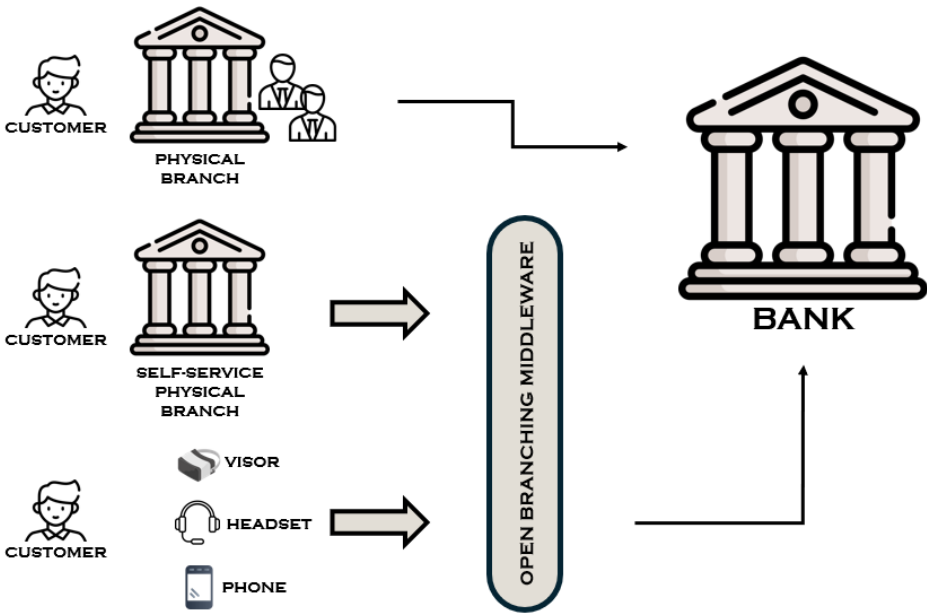 CUSTOMER
PHYSICAL
BRANCH
CUSTOMER
SELF-SERVICE
PHYSICAL
BRANCH
CUSTOMER
VISOR
HEADSET
PHONE
OPEN BRANCHING MIDDLEWARE
BANK